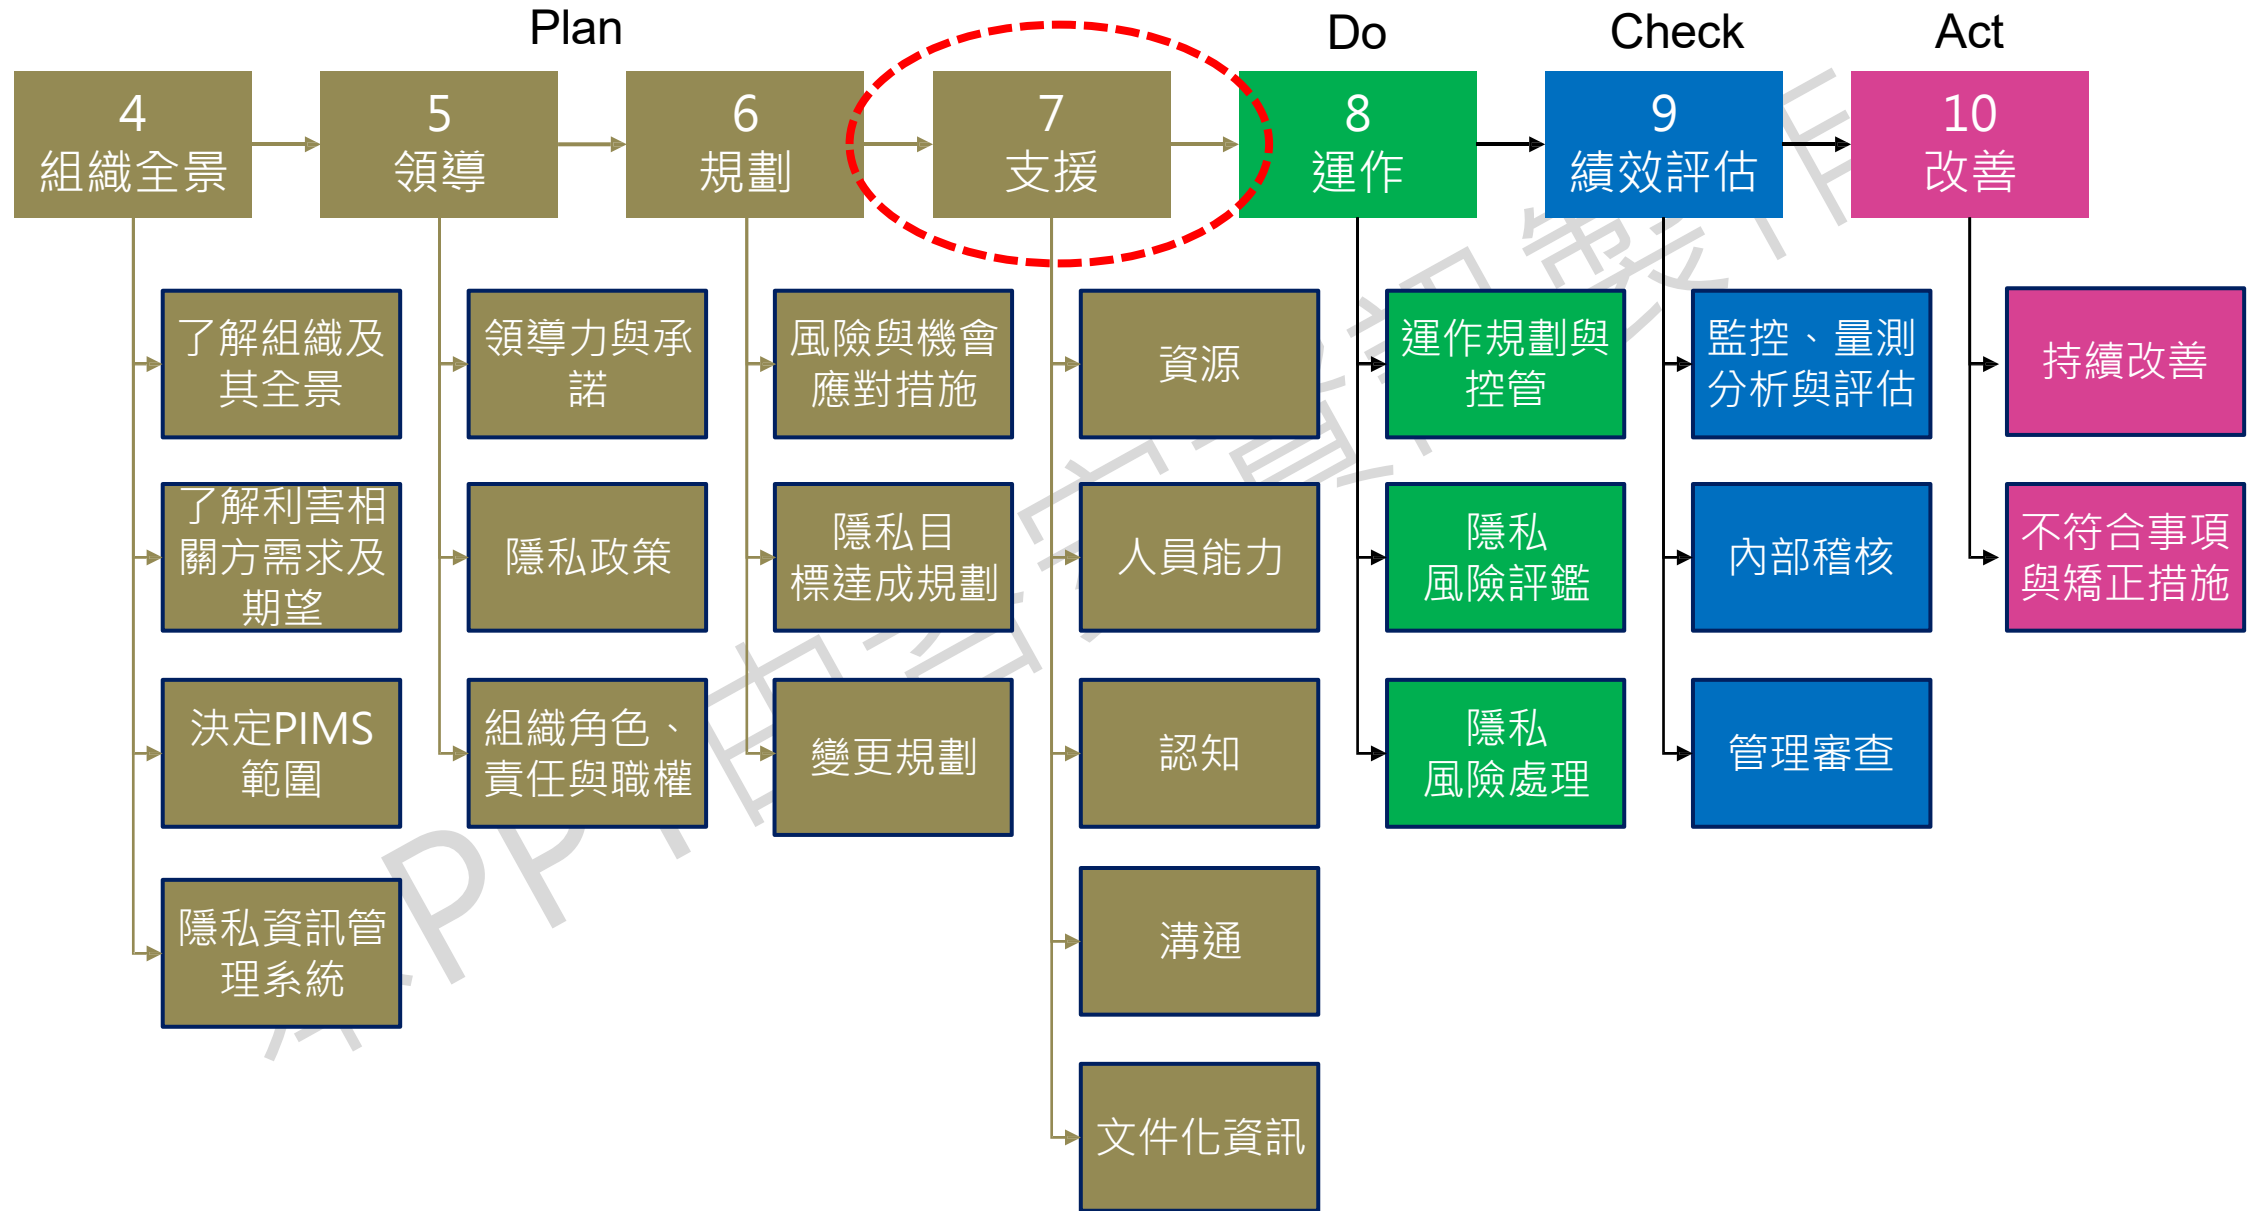 Plan
Do
Check
Act
4
組織全景
5
領導
6
規劃
7
支援
8
運作
9
績效評估
10
改善
了解組織及
其全景
了解利害相
關方需求及
期望
決定PIMS
範圍
隱私資訊管
理系統
領導力與承
諾
隱私政策
組織角色、
責任與職權
風險與機會
應對措施
隱私目
標達成規劃
變更規劃
資源
人員能力
認知
溝通
文件化資訊
運作規劃與
控管
隱私
風險評鑑
隱私
風險處理
監控、量測
分析與評估
內部稽核
管理審查
持續改善
不符合事項
與矯正措施